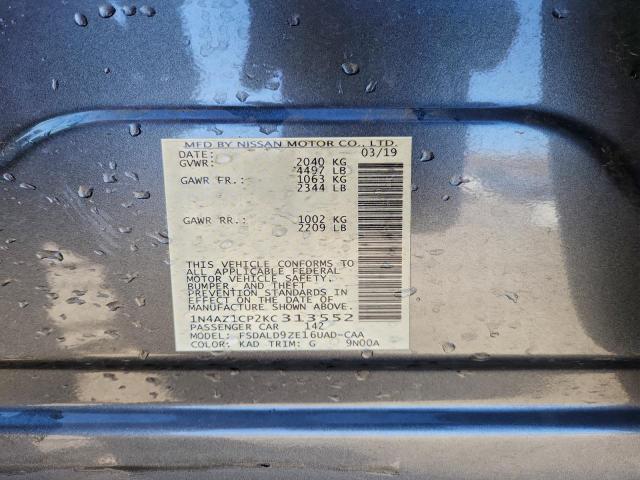 MFD BY NISSAN MOTOR CO., LTD.
DATE: 03/19
GVWR: 2040 KG
4497 LB
GAWR FR.: 1063 KG
2344 LB
GAWR RR.: 1002 KG
2209 LB
THIS VEHICLE CONFORMS TO
ALL APPLICABLE FEDERAL
MOTOR VEHICLE SAFETY,
BUMPER, AND THEFT
PREVENTION STANDARDS IN
EFFECT ON THE DATE OF
MANUFACTURE SHOWN ABOVE.
1N4AZ1CP2KC313552
PASSENGER CAR 142
MODEL: FSDALD9ZE16UAD-CAA
COLOR: KAD TRIM: G 9N00A